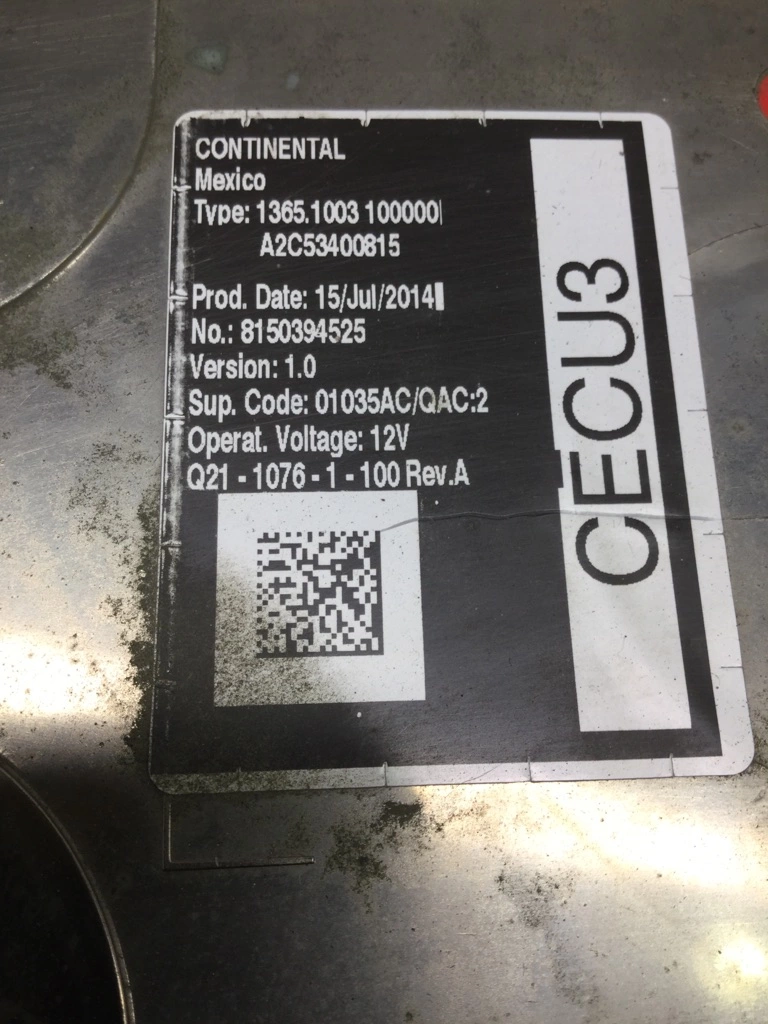 CONTINENTAL
Mexico
Type: 1365.1003 100000
A2C53400815
Prod. Date: 15/Jul/2014
No.: 8150394525
Version: 1.0
Sup. Code: 01035AC/QAC:2
Operat. Voltage: 12V
Q21 - 1076 - 1 - 100 Rev.A
CECU3